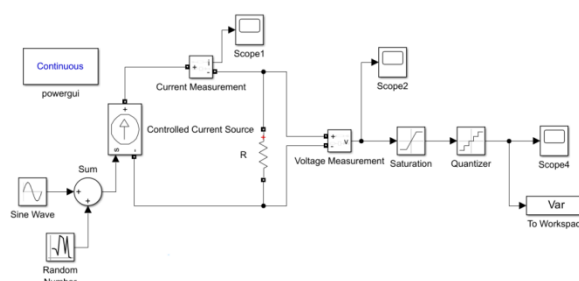 Continuous
powergui
Scope1
i
Current Measurement
Controlled Current Source
s
R
Sine Wave
Sum
Random
Number
v
Voltage Measurement
Scope2
Saturation
Quantizer
Scope4
Var
To Workspac